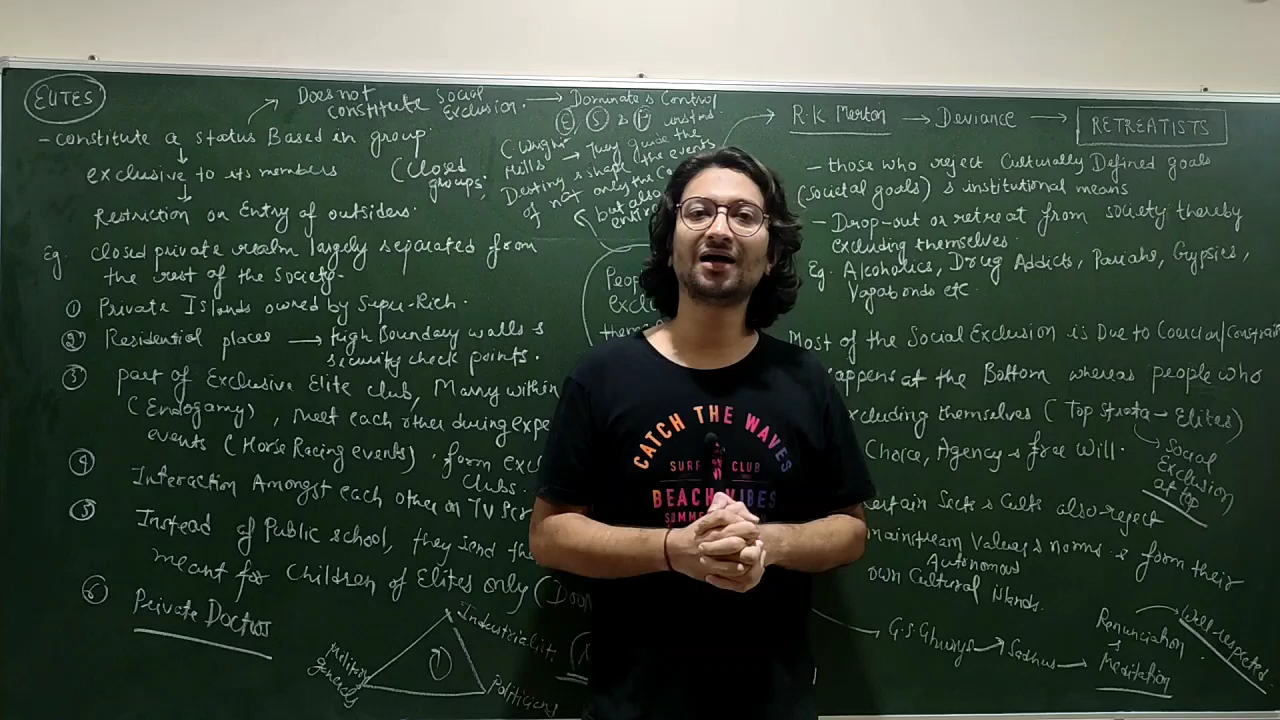 ELITES
Does not
constitute Social
Exclusion.
→ Dominate & Control
(E), (S) & (P)
(Wright
Mills → They guide the
Destiny & shape the events
of not only the
but also
- constitute a status Based in group.
exclusive to its members
(Closed
groups)
Restriction on Entry of outsiders.
Eg. closed private realm largely separated from
the rest of the Society.
① Private Islands owned by Super-Rich.
② Residential places → high Boundary walls &
security check points.
③ part of Exclusive Elite club, Marry within
(Endogamy), meet each other during
events (Horse Racing events), form
clubs.
④ Interaction Amongst each other on TV
⑤ Instead of Public school, they send
meant for Children of Elites only
⑥ Private Doctors
Industrialist
Military
generals
①
Politicians
R.K Merton → Deviance → RETREATISTS
- those who reject Culturally Defined goals
(societal goals) & institutional means
- Drop-out or retreat from society thereby
excluding themselves.
Eg. Alcoholics, Drug Addicts, Pariahs, Gypsies,
Vagabonds etc.
Most of the Social Exclusion is Due to Coercion/Constrain
at the Bottom whereas people who
excluding themselves (Top Strata → Elites)
Social
Exclusion
at top
Choice, Agency & free Will.
Certain Sects & Cults also reject
mainstream Values & norms & form their
Autonomous
own Cultural islands.
G.S. Ghurye → Sadhus → Renunciation
&
Meditation
Well-respected.
CATCH THE WAVES
SURF CLUB
BEACH VIBES